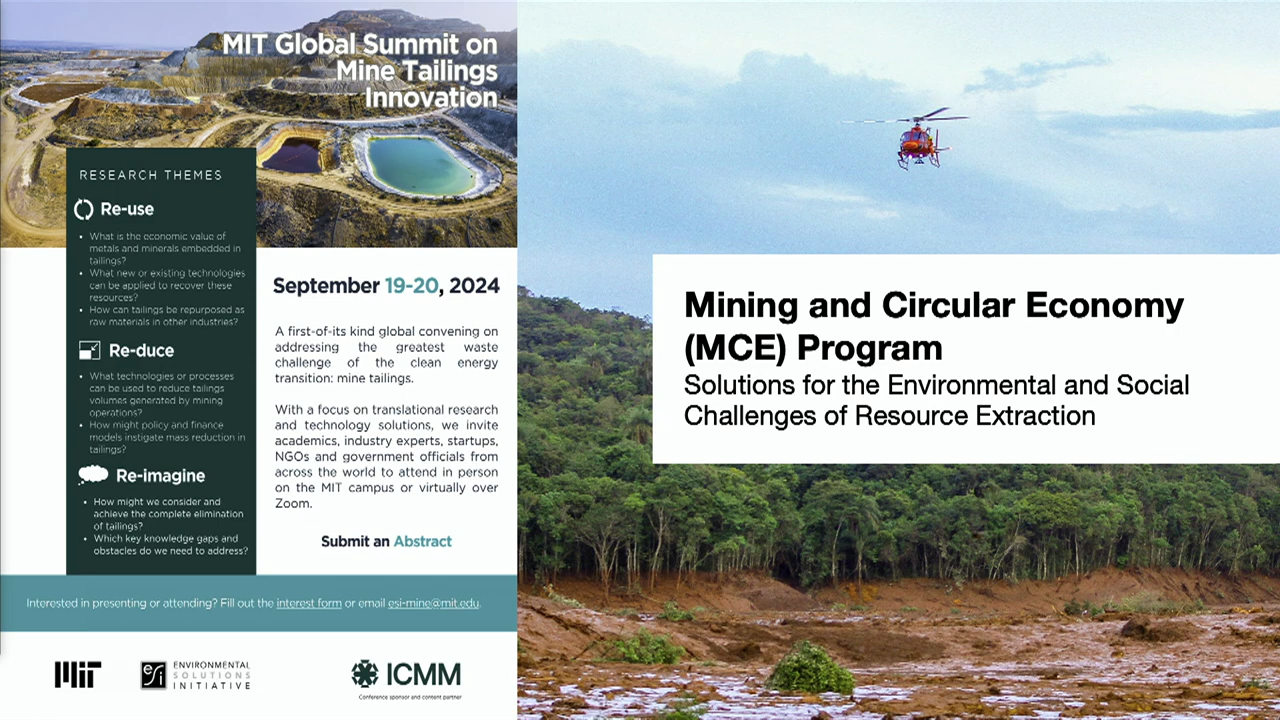 MIT Global Summit on
Mine Tailings
Innovation
RESEARCH THEMES
Re-use
• What is the economic value of
metals and minerals embedded in
tailings?
• What new or existing technologies
can be applied to recover these
resources?
• How can tailings be repurposed as
raw materials in other industries?
Re-duce
• What technologies or processes
can be used to reduce tailings
volumes generated by mining
operations?
• How might policy and finance
models instigate mass reduction in
tailings?
Re-imagine
• How might we consider and
achieve the complete elimination
of tailings?
• Which key knowledge gaps and
obstacles do we need to address?
September 19-20, 2024
A first-of-its kind global convening on
addressing the greatest waste
challenge of the clean energy
transition: mine tailings.
With a focus on translational research
and technology solutions, we invite
academics, industry experts, startups,
NGOs and government officials from
across the world to attend in person
on the MIT campus or virtually over
Zoom.
Submit an Abstract
Interested in presenting or attending? Fill out the interest form or email esi-mine@mit.edu.
MIT
esi
ENVIRONMENTAL
SOLUTIONS
INITIATIVE
ICMM
Conference sponsor and content partner
Mining and Circular Economy
(MCE) Program
Solutions for the Environmental and Social
Challenges of Resource Extraction